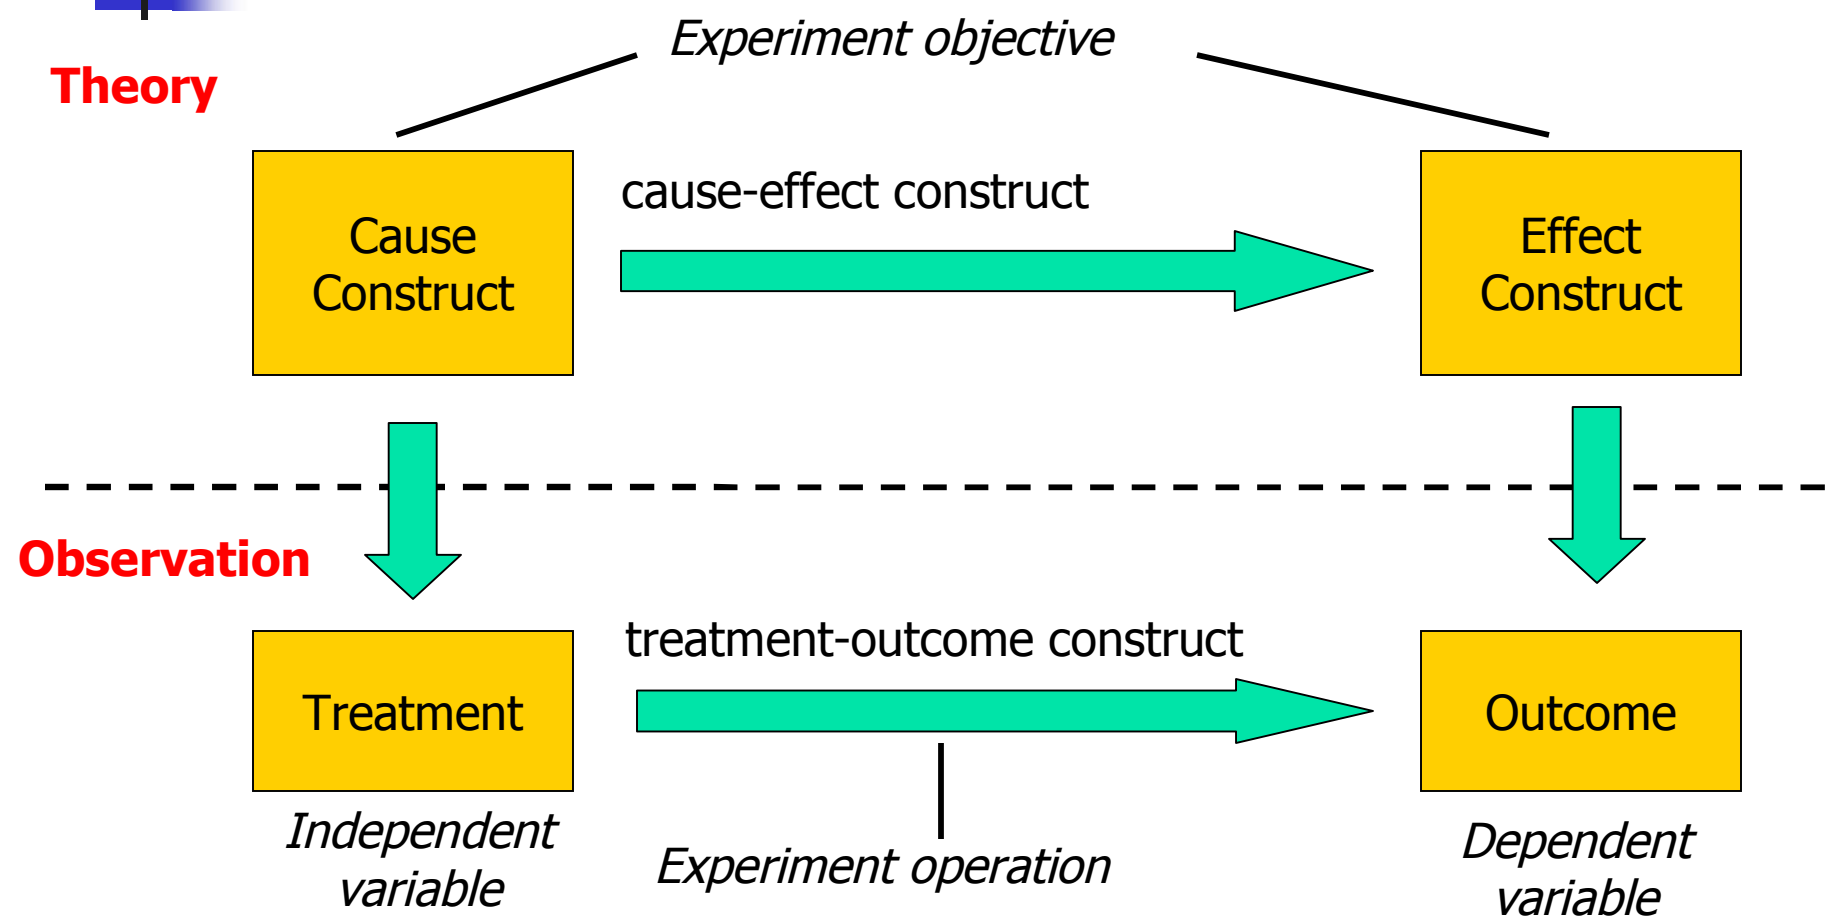 Experiment objective
Theory
cause-effect construct
Cause
Construct
Effect
Construct
Observation
treatment-outcome construct
Treatment
Outcome
Independent
variable
Experiment operation
Dependent
variable